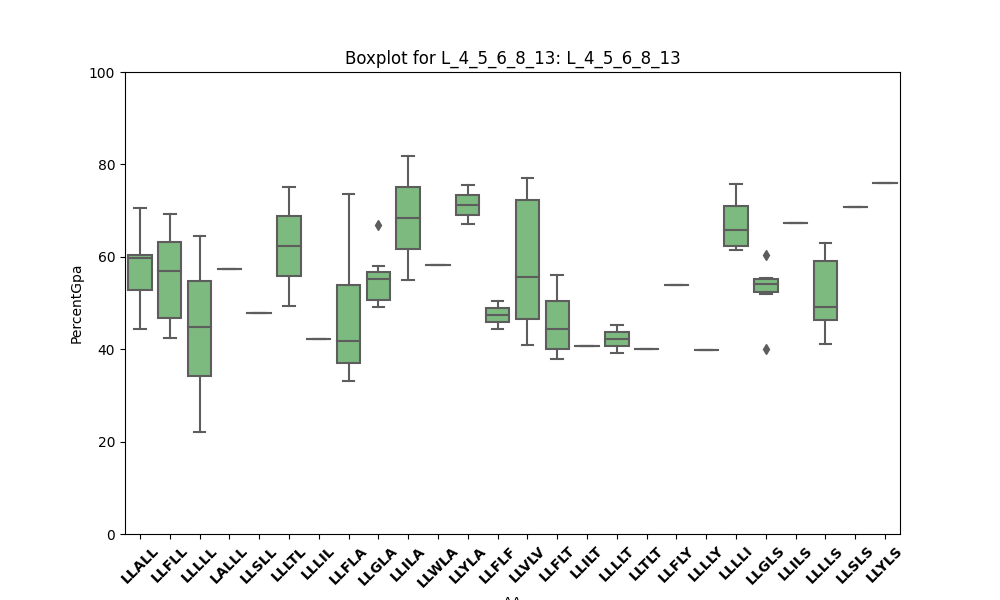 Boxplot for L_4_5_6_8_13: L_4_5_6_8_13
PercentGpa
100
80
60
40
20
0
LLALL
LLFLL
LLLLL
LALLL
LLSLL
LLLTL
LLLIL
LLFLA
LLGLA
LLILA
LLWLA
LLYLA
LLFLF
LLVLV
LLFLT
LLILT
LLLLT
LLTLT
LLFLY
LLLLY
LLLLI
LLGLS
LLILS
LLLLS
LLSLS
LLYLS